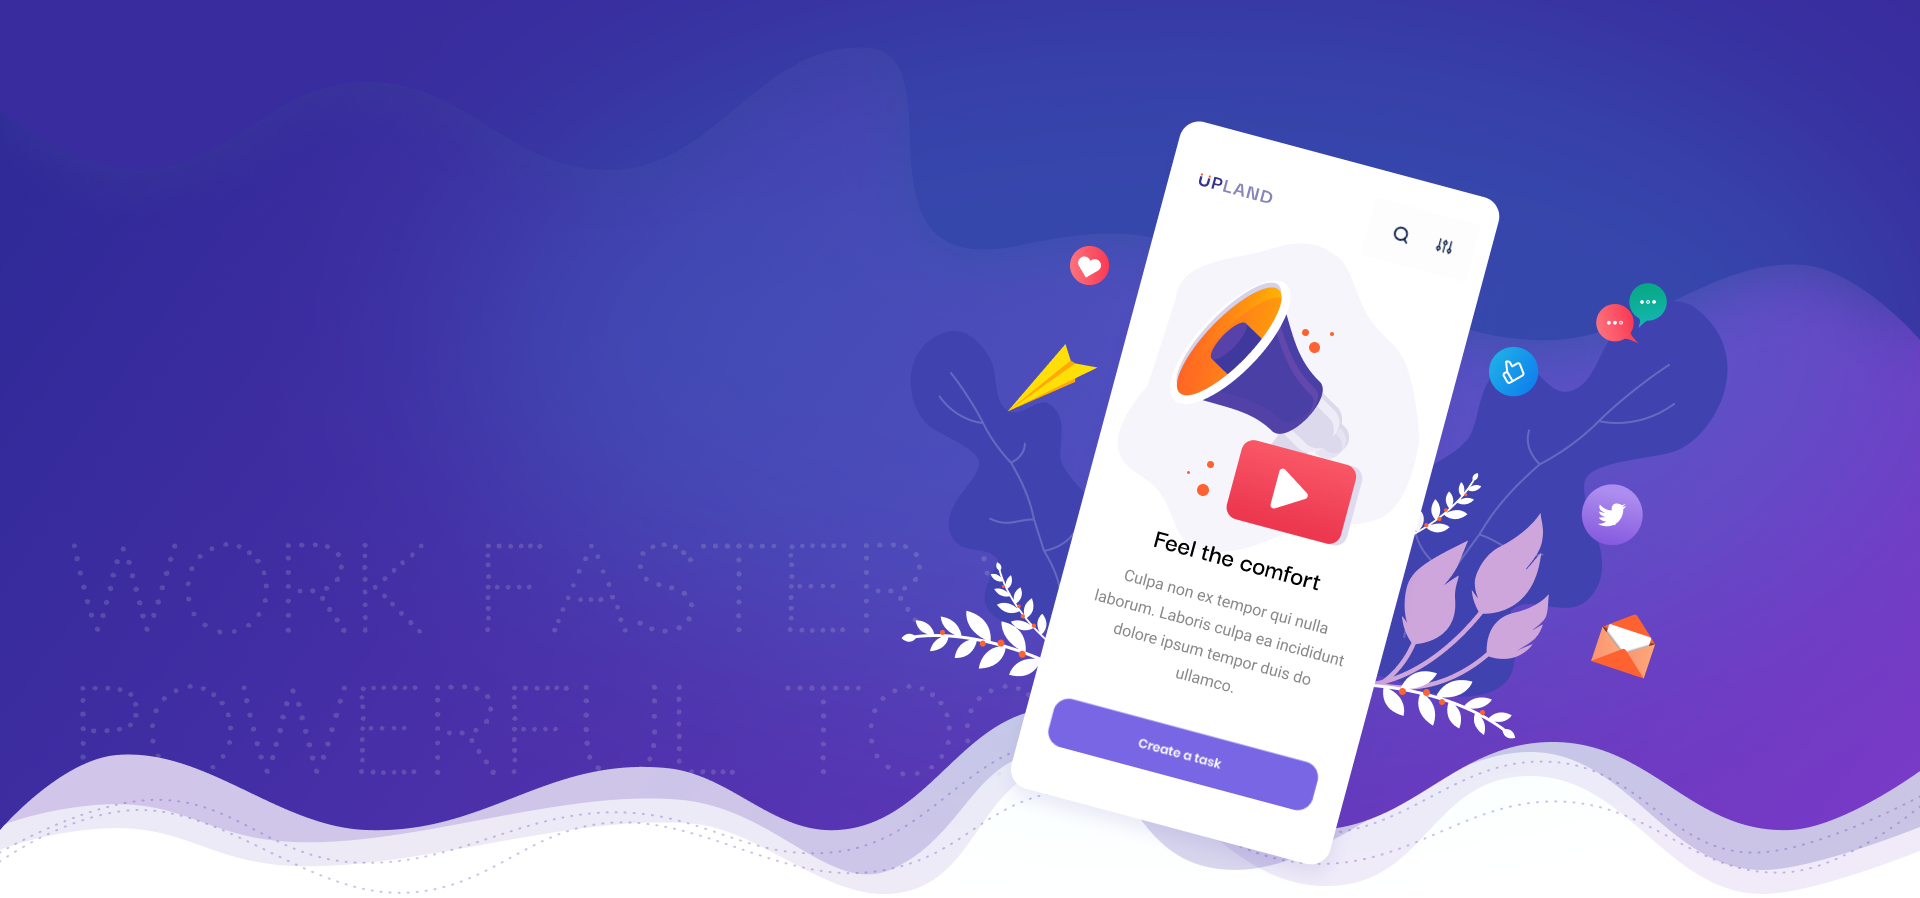 UPLAND
WORK FASTER
POWERFUL TO
Feel the comfort
Culpa non ex tempor qui nulla
laborum. Laboris culpa ea incididunt
dolore ipsum tempor duis do
ullamco.
Create a task